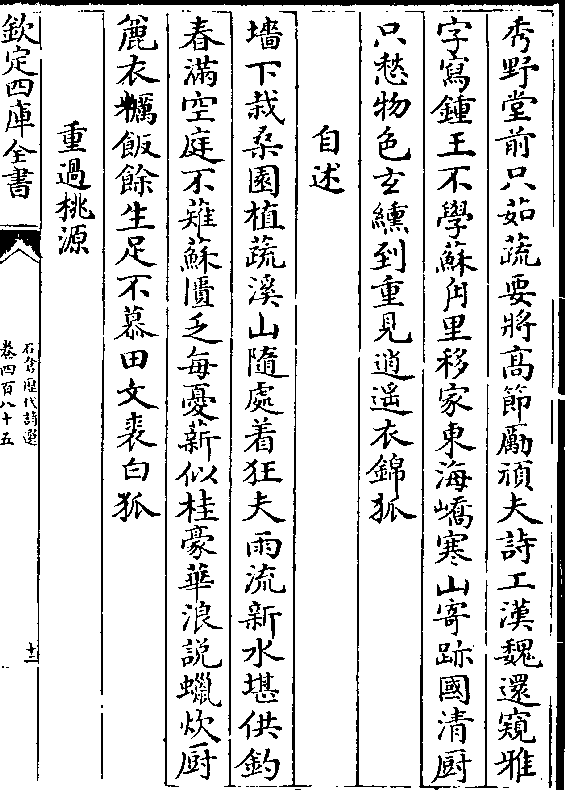 秀野堂前只茹蔬要將髙節勵頑夫詩工漢魏還窺雅
字寫鍾王不學蘇甪里移家東海嶠寒山寄跡國清厨
只愁物色玄纁到重見逍遥衣錦狐
自述
墻下栽桑園植蔬溪山隨處着狂夫雨流新水堪供釣
春滿空庭不薙蘇匱乏每憂薪似桂豪華浪説蠟炊厨
麄衣糲飯餘生足不慕田文裘白狐
重過桃源
欽定四庫全書
石倉歷代詩選
卷四百八十五
十三